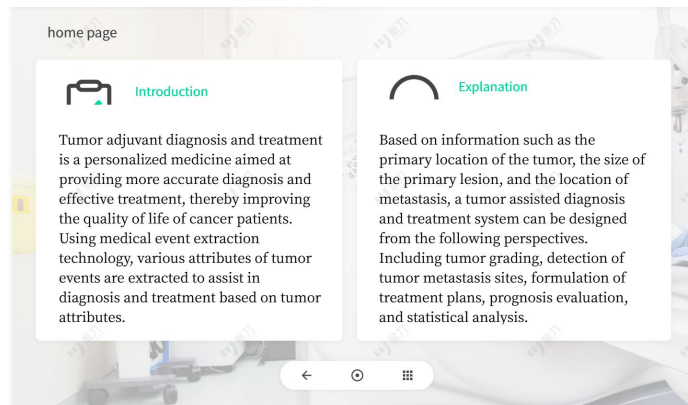 home page
Introduction
Tumor adjuvant diagnosis and treatment
is a personalized medicine aimed at
providing more accurate diagnosis and
effective treatment, thereby improving
the quality of life of cancer patients.
Using medical event extraction
technology, various attributes of tumor
events are extracted to assist in
diagnosis and treatment based on tumor
attributes.
Explanation
Based on information such as the
primary location of the tumor, the size of
the primary lesion, and the location of
metastasis, a tumor assisted diagnosis
and treatment system can be designed
from the following perspectives.
Including tumor grading, detection of
tumor metastasis sites, formulation of
treatment plans, prognosis evaluation,
and statistical analysis.